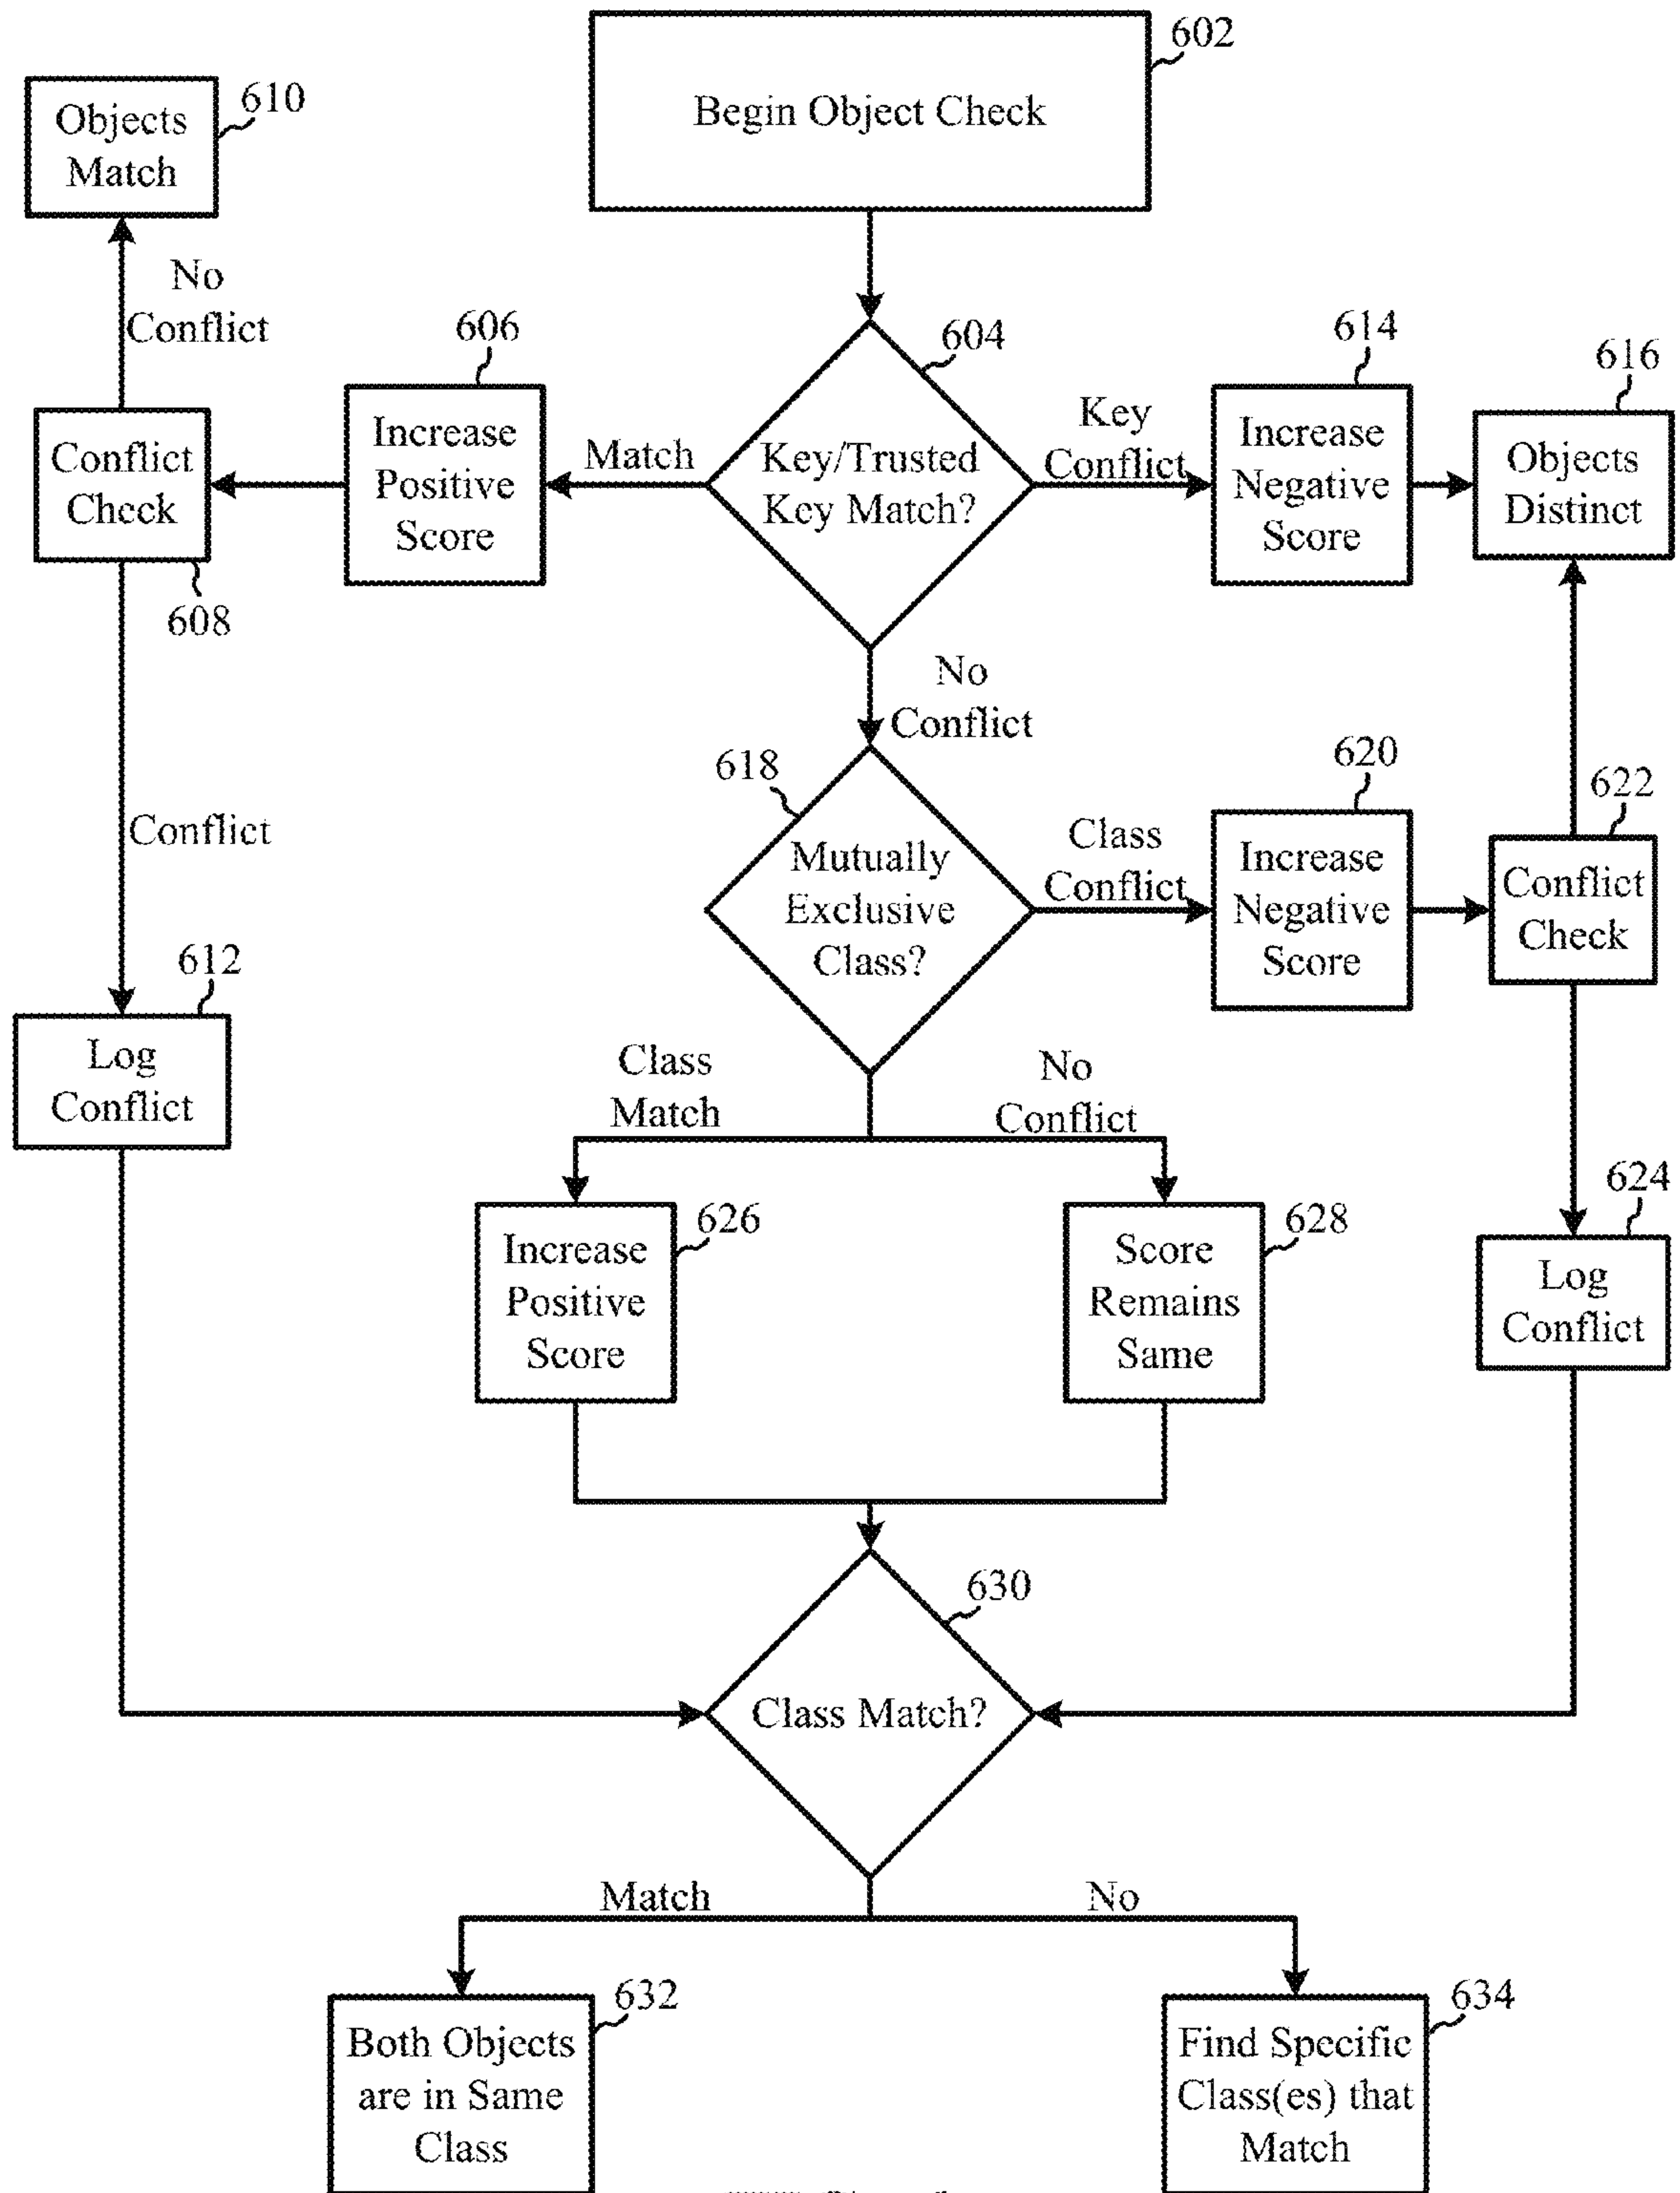 602
Begin Object Check
610
Objects
Match
No
Conflict
606
604
614
616
Conflict
Check
608
Increase
Positive
Score
Match
Key/Trusted
Key Match?
Key
Conflict
Increase
Negative
Score
Objects
Distinct
No
Conflict
618
620
622
Conflict
Mutually
Exclusive
Class?
Class
Conflict
Increase
Negative
Score
Conflict
Check
612
Log
Conflict
Class
Match
No
Conflict
624
Log
Conflict
626
Increase
Positive
Score
628
Score
Remains
Same
630
Class Match?
Match
No
632
Both Objects
are in Same
Class
634
Find Specific
Class(es) that
Match